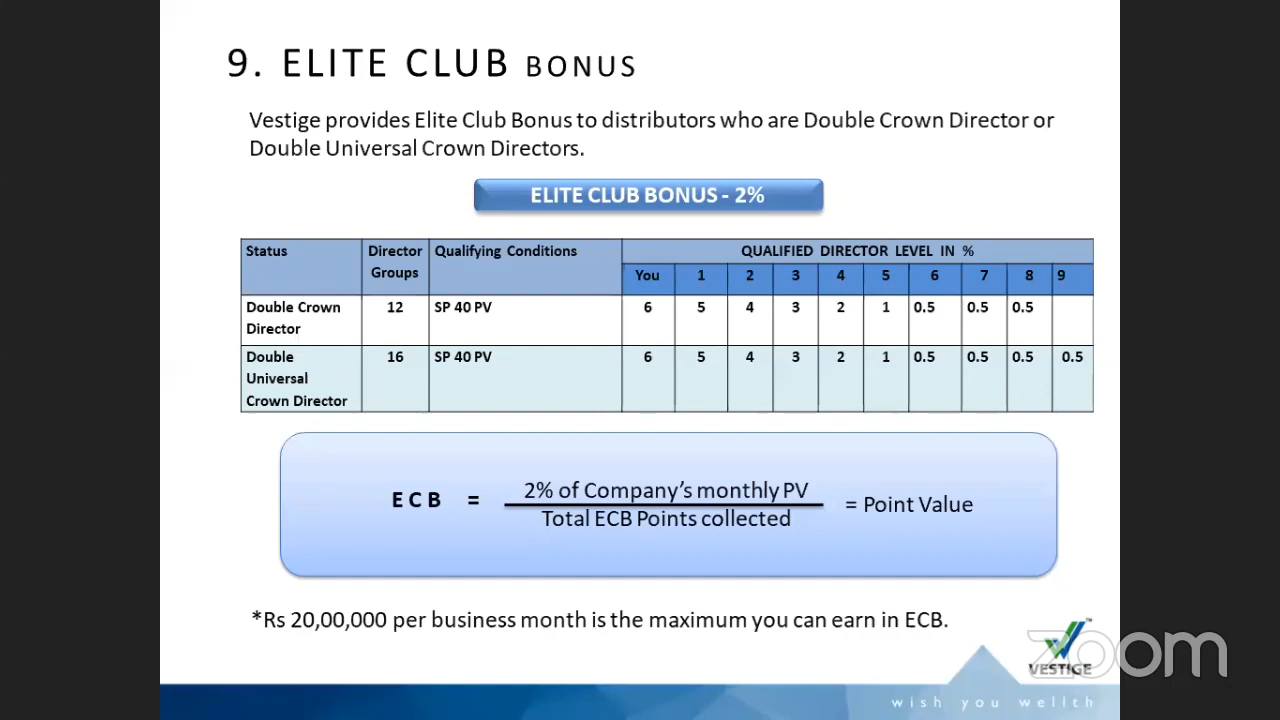 9. ELITE CLUB BONUS
Vestige provides Elite Club Bonus to distributors who are Double Crown Director or
Double Universal Crown Directors.
ELITE CLUB BONUS - 2%
Status Director Groups Qualifying Conditions QUALIFIED DIRECTOR LEVEL IN %
You 1 2 3 4 5 6 7 8 9
Double Crown Director 12 SP 40 PV 6 5 4 3 2 1 0.5 0.5 0.5
Double Universal Crown Director 16 SP 40 PV 6 5 4 3 2 1 0.5 0.5 0.5 0.5
ECB = 2% of Company's monthly PV
Total ECB Points collected = Point Value
*Rs 20,00,000 per business month is the maximum you can earn in ECB.
zoom
VESTIGE
wish you wellth